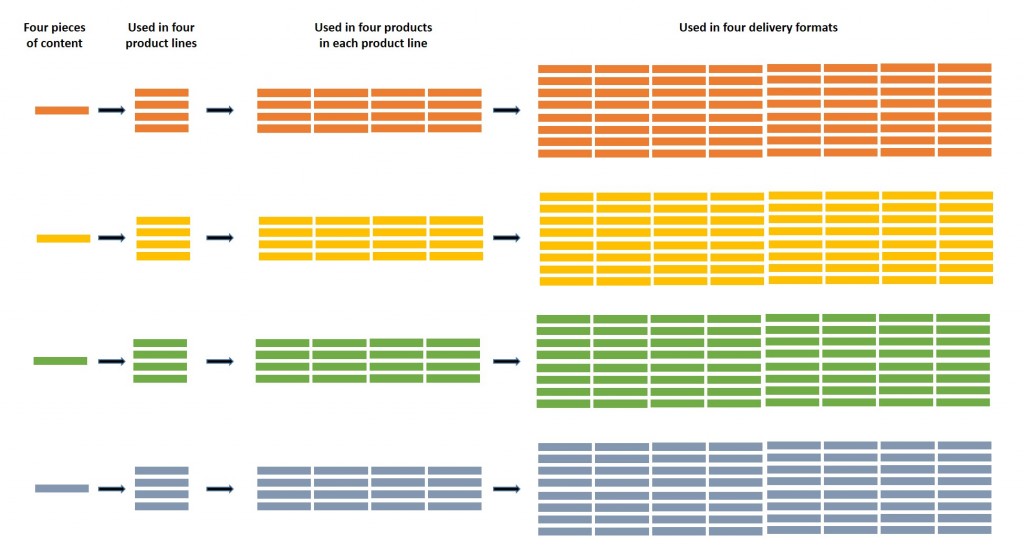 Four pieces
of content
Used in four
product lines
Used in four products
in each product line
Used in four delivery formats